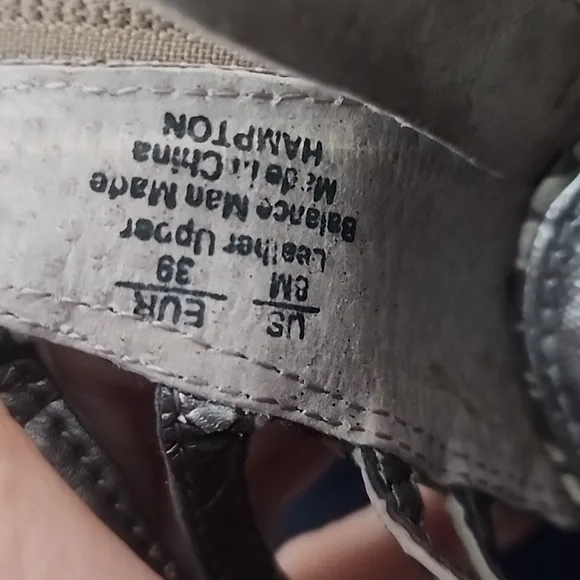 US EUR
8M 39
Leather Upper
Balance Man Made
Made In China
HAMPTON